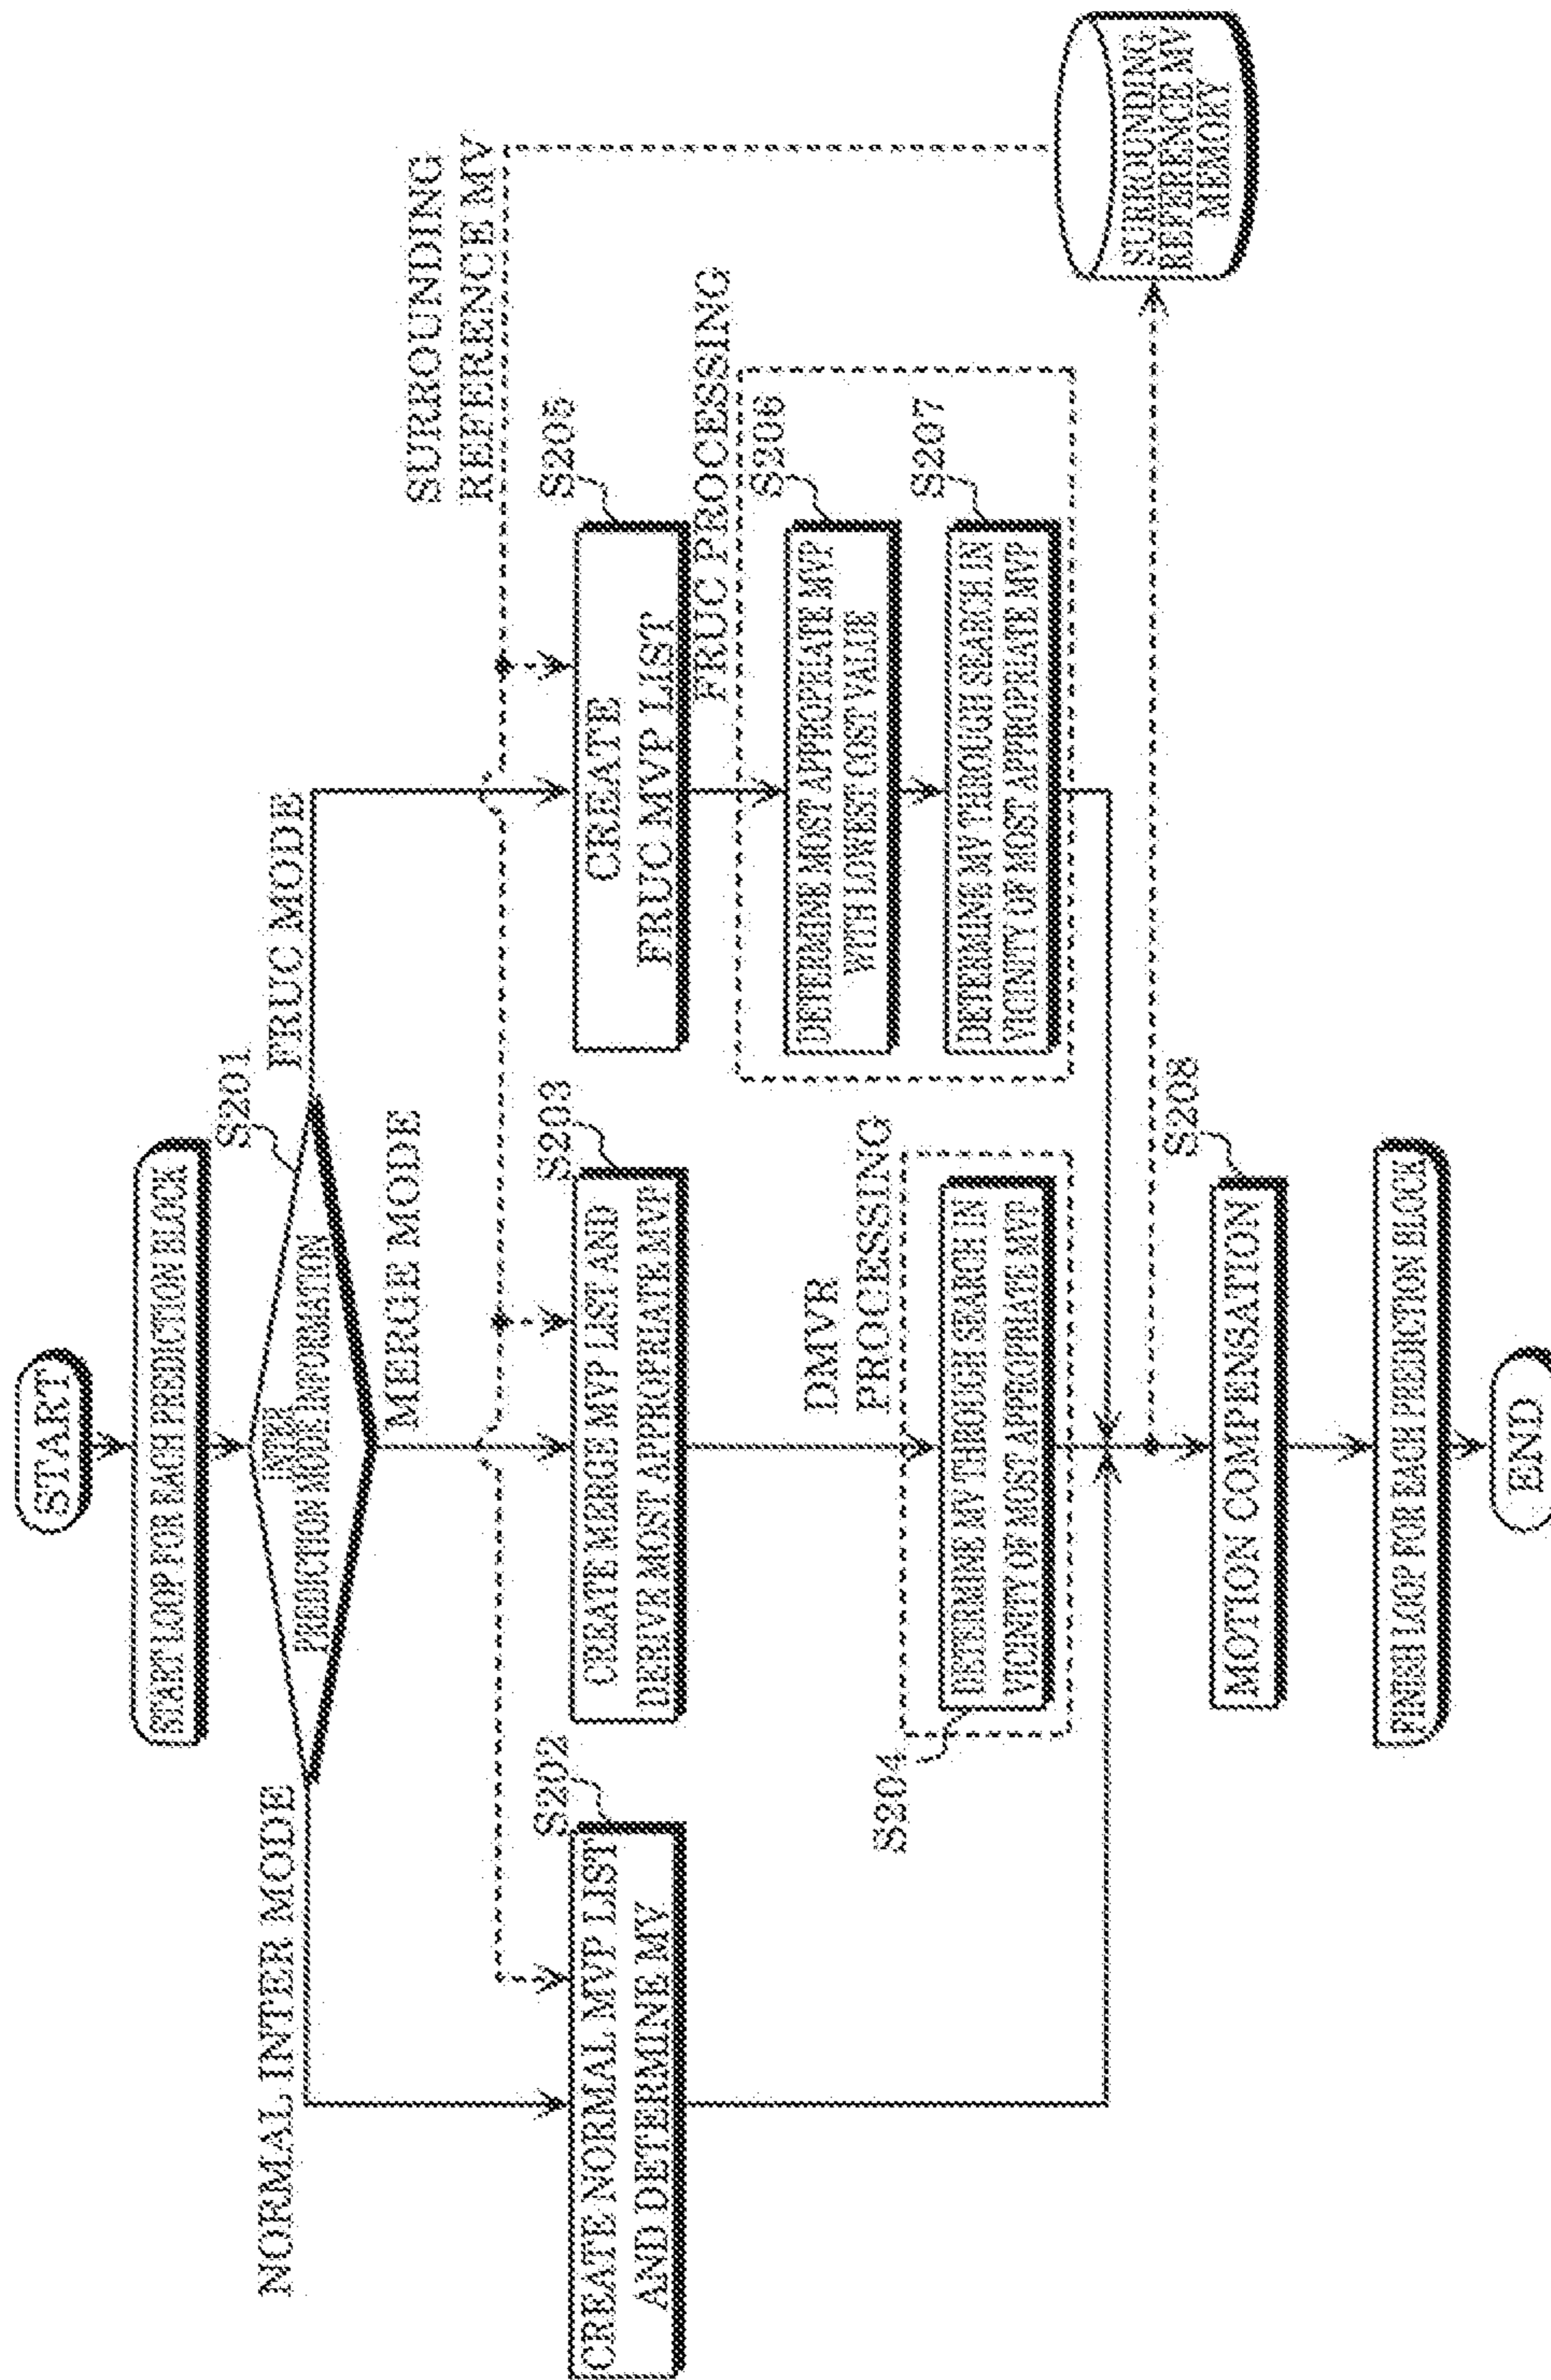 START
START LOOP FOR EACH PREDICTION BLOCK
S201
INTER
PREDICTION MODE INFORMATION
NORMAL INTER MODE
MERGE MODE
FRUC MODE
SURROUNDING
REFERENCE MV
S202
CREATE NORMAL MVP LIST
AND DETERMINE MV
S203
CREATE MERGE MVP LIST AND
DERIVE MOST APPROPRIATE MVP
S205
CREATE
FRUC MVP LIST
FRUC PROCESSING
S206
DETERMINE MOST APPROPRIATE MVP
WITH LOWEST COST VALUE
DMVR
PROCESSING
S204
DETERMINE MV THROUGH SEARCH IN
VICINITY OF MOST APPROPRIATE MVP
S207
DETERMINE MV THROUGH SEARCH IN
VICINITY OF MOST APPROPRIATE MVP
SURROUNDING
REFERENCE MV
MEMORY
S208
MOTION COMPENSATION
FINISH LOOP FOR EACH PREDICTION BLOCK
END